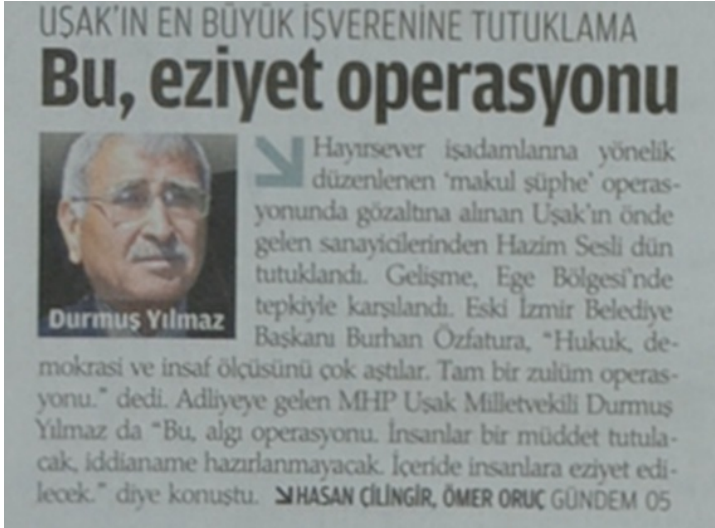 UŞAK'IN EN BÜYÜK İŞVERENİNE TUTUKLAMA
Bu, eziyet operasyonu
Durmuş Yılmaz
Hayırsever işadamlarına yönelik
düzenlenen 'makul şüphe' operas-
yonunda gözaltına alınan Uşak'ın önde
gelen sanayicilerinden Hazim Sesli dün
tutuklandı. Gelişme, Ege Bölgesi'nde
tepkiyle karşılandı. Eski İzmir Belediye
Başkanı Burhan Özfatura, "Hukuk, de-
mokrasi ve insaf ölçüsünü çok aştılar. Tam bir zulüm operas-
yonu." dedi. Adliyeye gelen MHP Uşak Milletvekili Durmuş
Yılmaz da "Bu, algı operasyonu. İnsanlar bir müddet tutula-
cak, iddianame hazırlanmayacak. İçeride insanlara eziyet edi-
lecek." diye konuştu. HASAN ÇİLİNGİR, ÖMER ORUÇ GÜNDEM 05